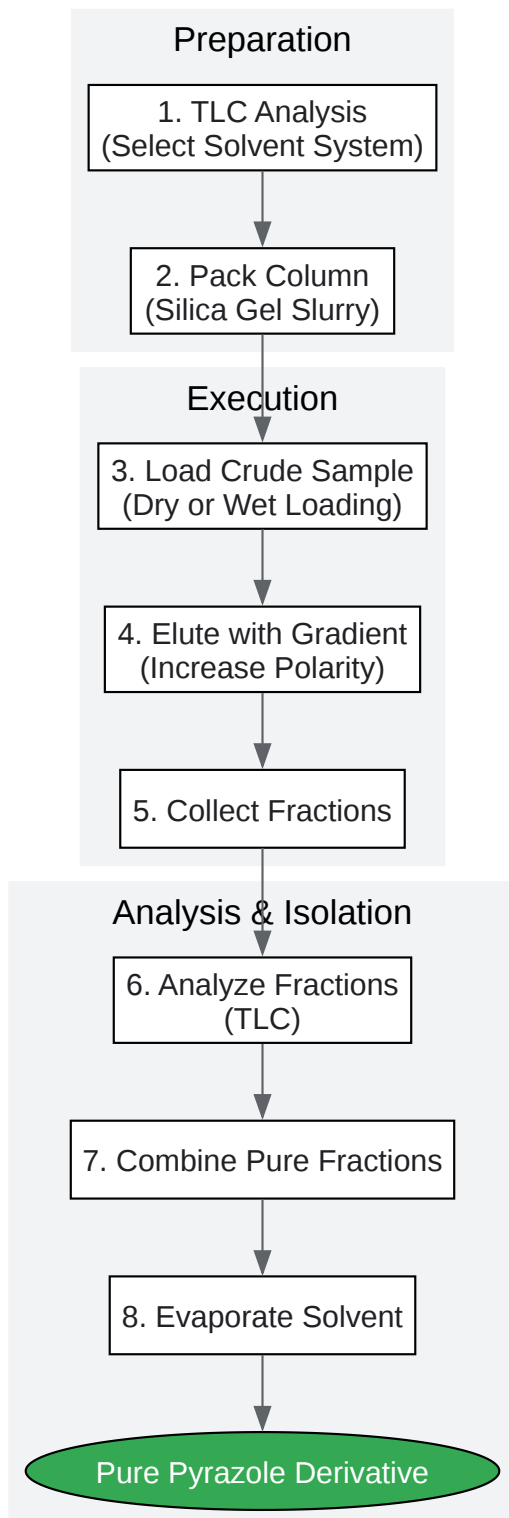 Preparation
1. TLC Analysis
(Select Solvent System)
2. Pack Column
(Silica Gel Slurry)
Execution
3. Load Crude Sample
(Dry or Wet Loading)
4. Elute with Gradient
(Increase Polarity)
5. Collect Fractions
Analysis & Isolation
6. Analyze Fractions
(TLC)
7. Combine Pure Fractions
8. Evaporate Solvent
Pure Pyrazole Derivative